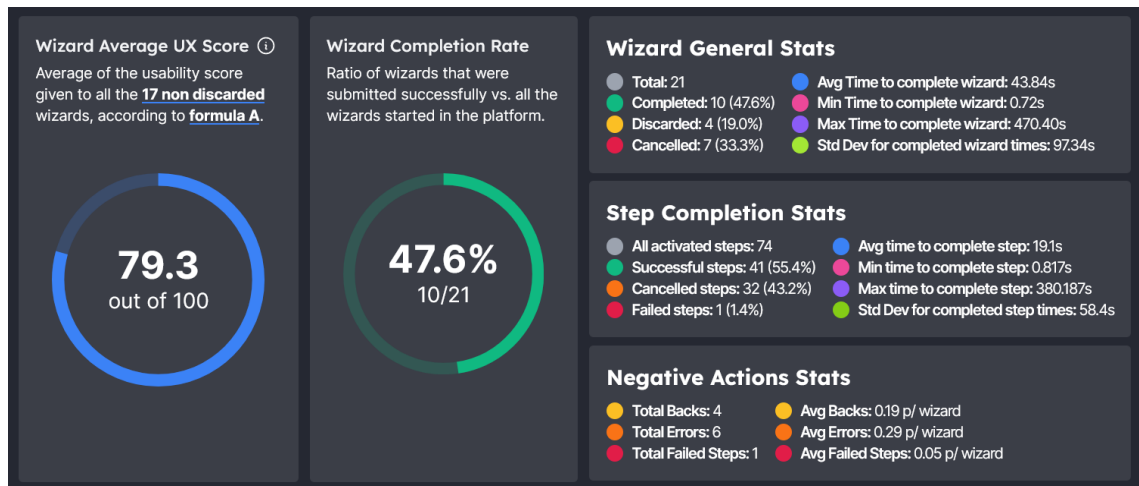 Wizard Average UX Score
Average of the usability score
given to all the 17 non discarded
wizards, according to formula A.
79.3
out of 100
Wizard Completion Rate
Ratio of wizards that were
submitted successfully vs. all the
wizards started in the platform.
47.6%
10/21
Wizard General Stats
Total: 21
Completed: 10 (47.6%)
Discarded: 4 (19.0%)
Cancelled: 7 (33.3%)
Avg Time to complete wizard: 43.84s
Min Time to complete wizard: 0.72s
Max Time to complete wizard: 470.40s
Std Dev for completed wizard times: 97.34s
Step Completion Stats
All activated steps: 74
Successful steps: 41 (55.4%)
Cancelled steps: 32 (43.2%)
Failed steps: 1 (1.4%)
Avg time to complete step: 19.1s
Min time to complete step: 0.817s
Max time to complete step: 380.187s
Std Dev for completed step times: 58.4s
Negative Actions Stats
Total Backs: 4
Total Errors: 6
Total Failed Steps: 1
Avg Backs: 0.19 p/ wizard
Avg Errors: 0.29 p/ wizard
Avg Failed Steps: 0.05 p/ wizard